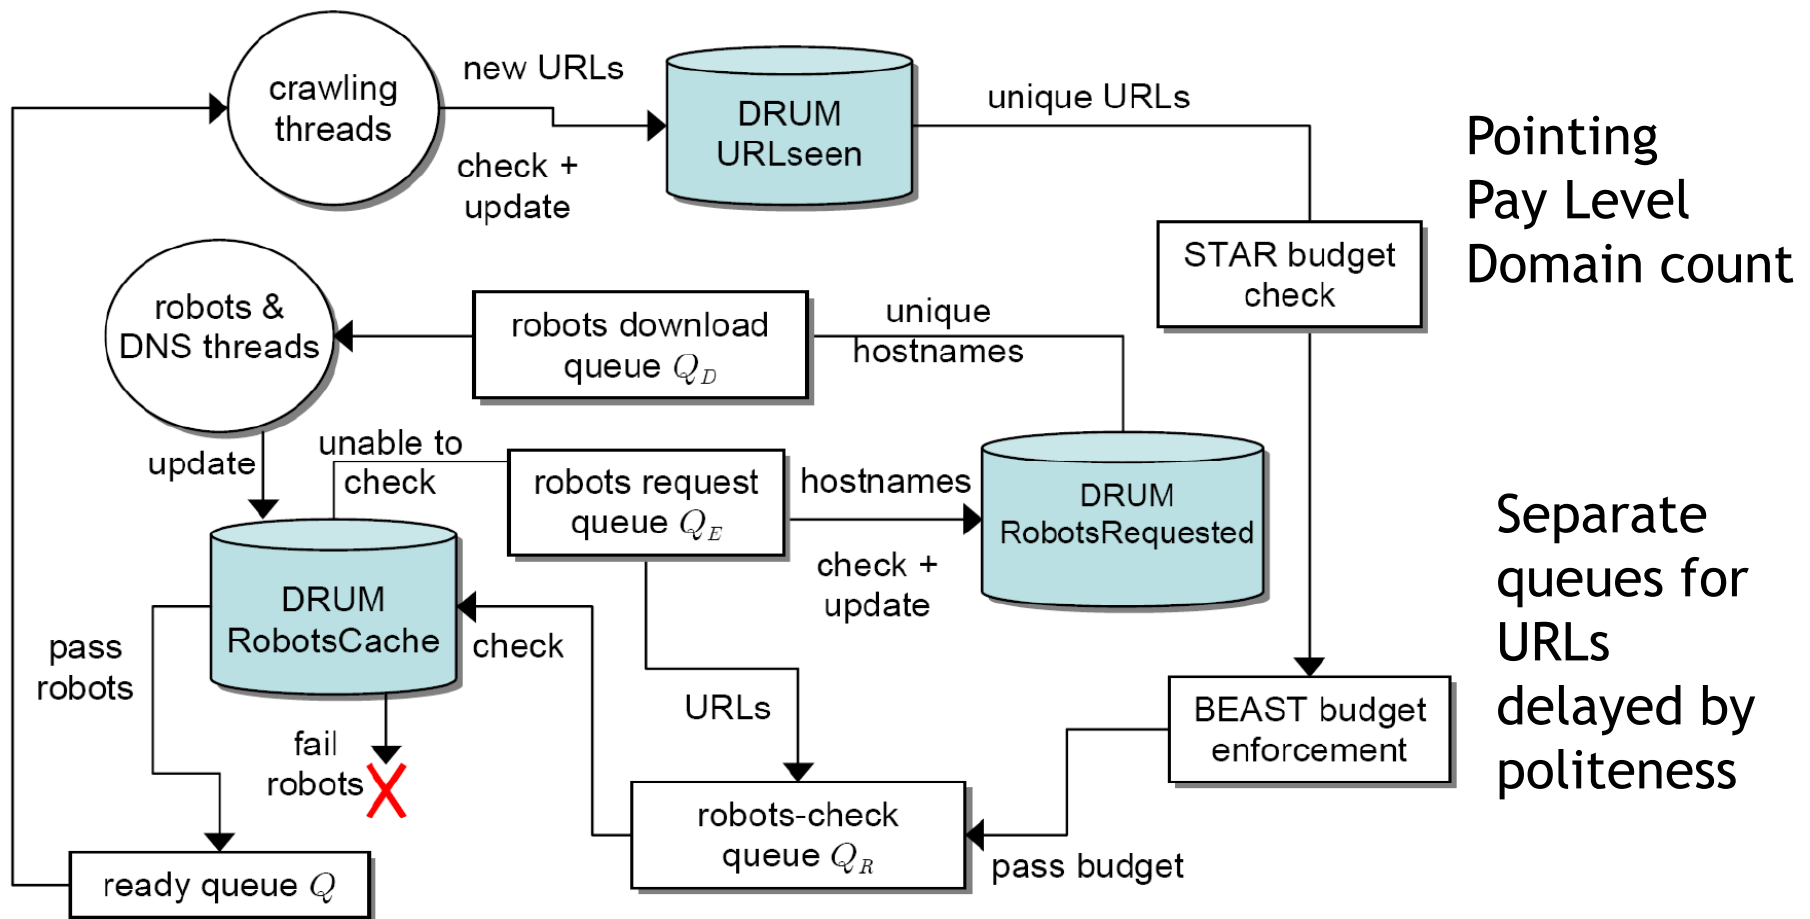 crawling
threads
new URLs
check +
update
DRUM
URLseen
unique URLs
Pointing
Pay Level
Domain count
STAR budget
check
robots &
DNS threads
robots download
queue Q_D
unique
hostnames
update
unable to
check
robots request
queue Q_E
hostnames
check +
update
DRUM
RobotsRequested
Separate
queues for
URLs
delayed by
politeness
DRUM
RobotsCache
check
pass
robots
fail
robots
URLs
BEAST budget
enforcement
robots-check
queue Q_R
pass budget
ready queue Q